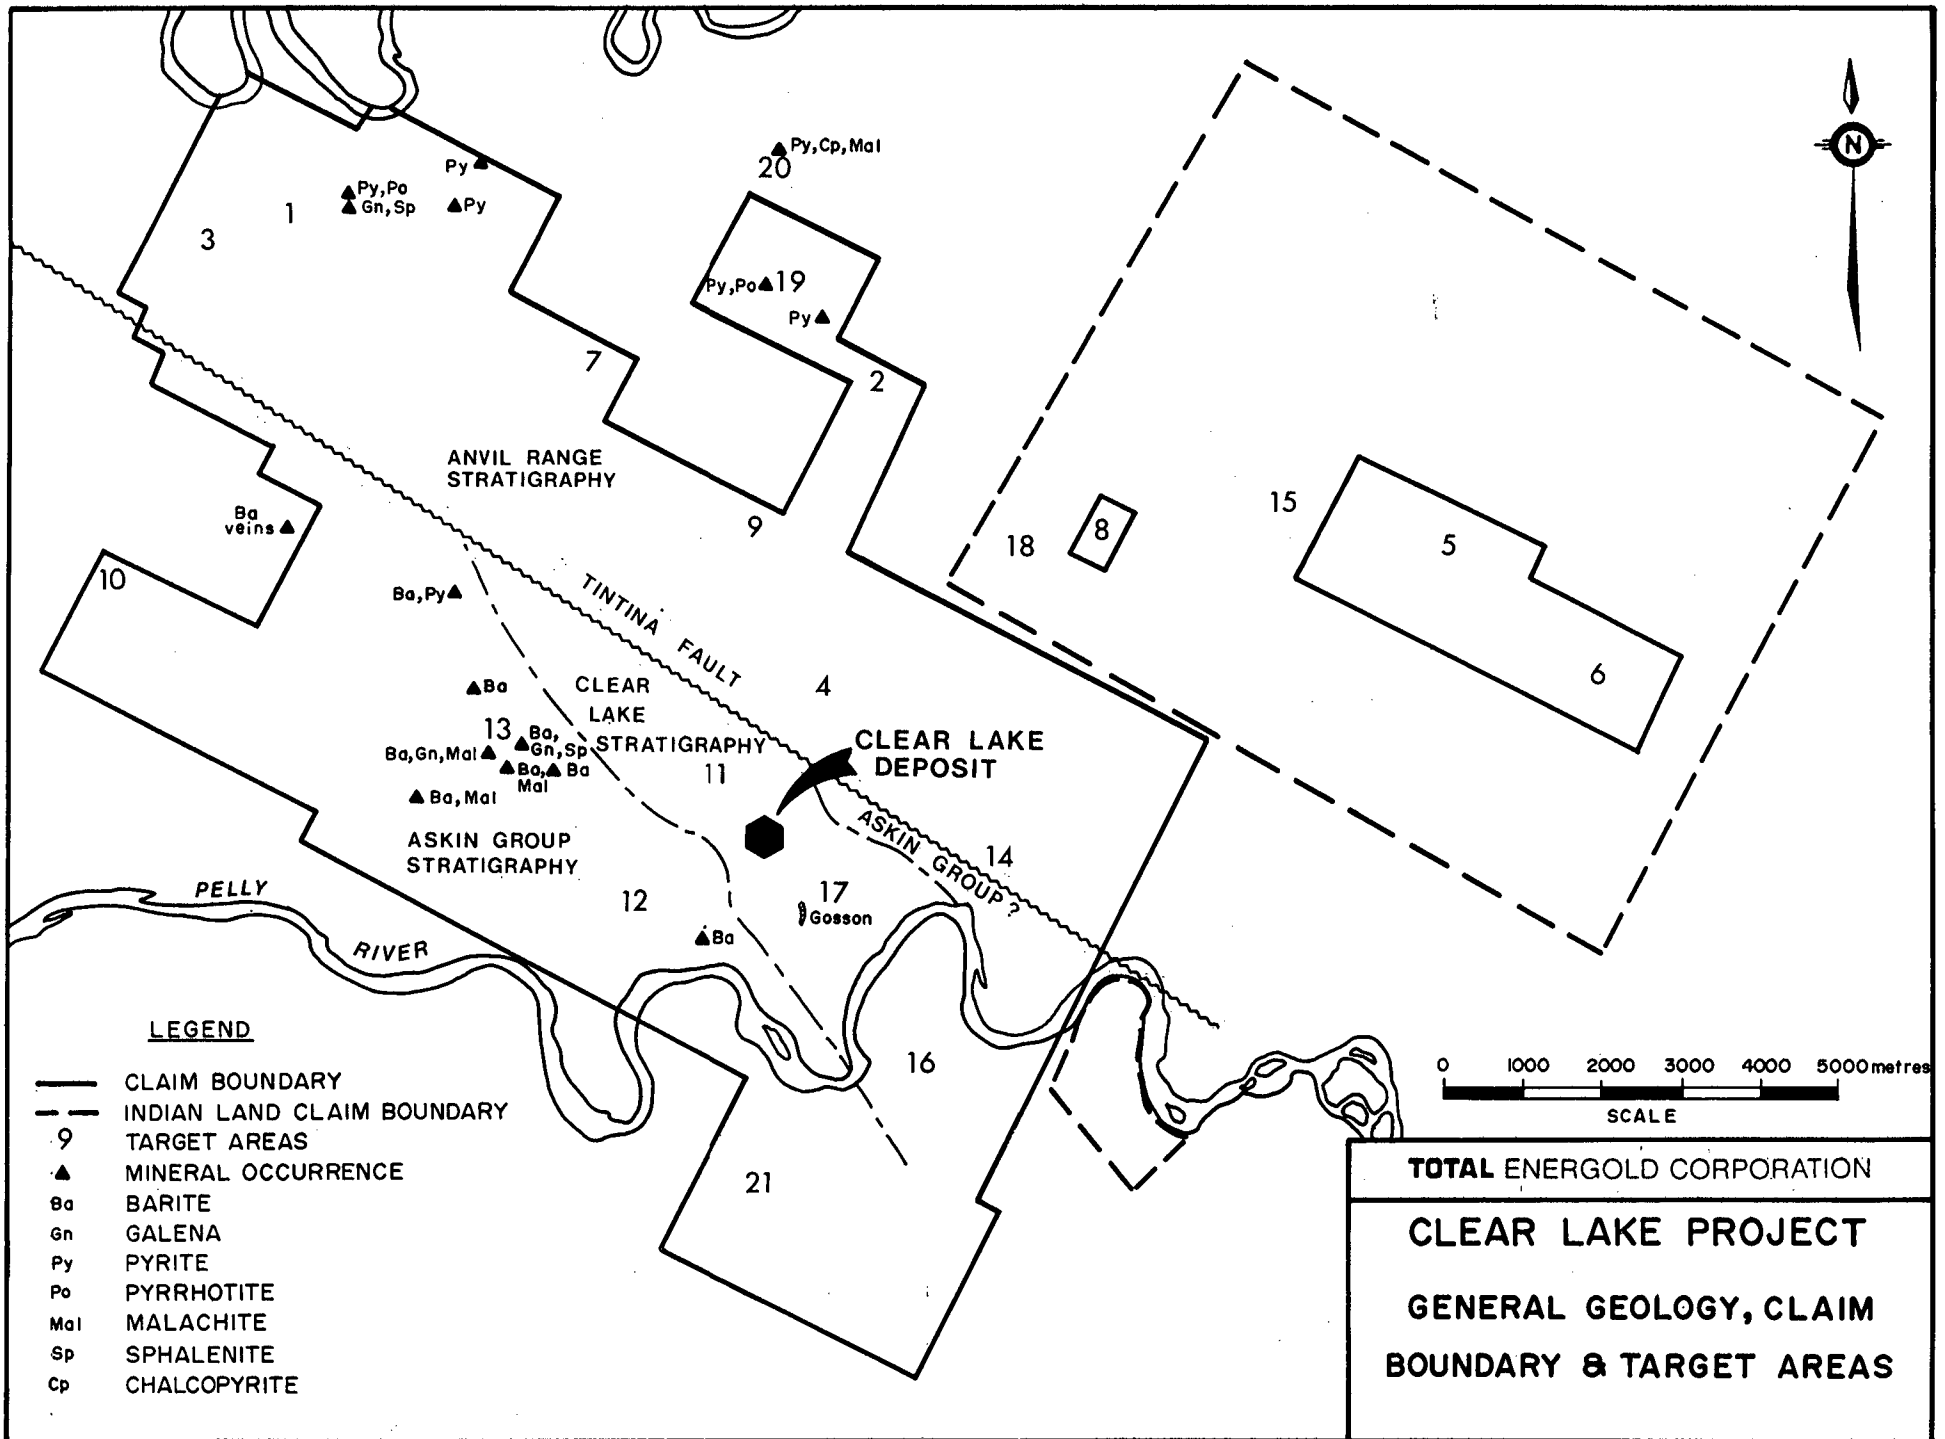 Py
Py,Po
Gn,Sp
Py
1
3
Py,Cp,Mal
20
Py,Po
19
Py
N
7
2
ANVIL RANGE
STRATIGRAPHY
9
18
8
15
5
6
Ba
veins
10
Ba,Py
TINTINA FAULT
4
Ba
CLEAR
LAKE
STRATIGRAPHY
13
Ba,
Gn,Sp
Ba,Gn,Mal
Ba,
Mal
Ba
Ba,Mal
11
CLEAR LAKE
DEPOSIT
ASKIN GROUP
STRATIGRAPHY
ASKIN GROUP?
14
12
17
Gosson
Ba
PELLY
RIVER
16
21
LEGEND
CLAIM BOUNDARY
INDIAN LAND CLAIM BOUNDARY
9 TARGET AREAS
MINERAL OCCURRENCE
Ba BARITE
Gn GALENA
Py PYRITE
Po PYRRHOTITE
Mal MALACHITE
Sp SPHALENITE
Cp CHALCOPYRITE
0 1000 2000 3000 4000 5000 metres
SCALE
TOTAL ENERGOLD CORPORATION
CLEAR LAKE PROJECT
GENERAL GEOLOGY, CLAIM
BOUNDARY & TARGET AREAS